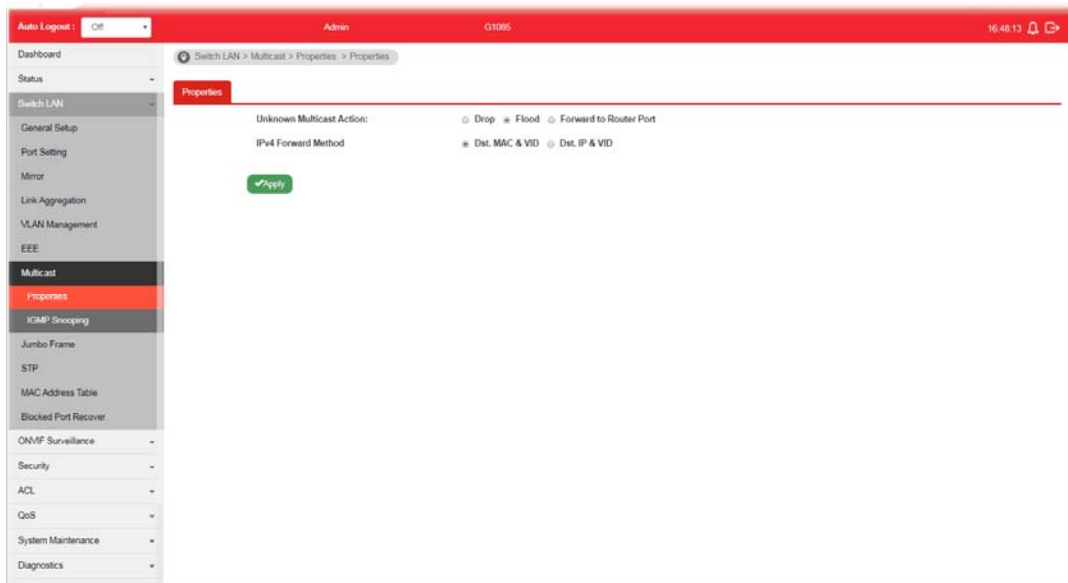 Auto Logout : Off Admin G1085 16:48:13
Dashboard
Switch LAN > Multicast > Properties > Properties
Status
Properties
Switch LAN
Unknown Multicast Action: Drop Flood Forward to Router Port
General Setup
IPv4 Forward Method Dst. MAC & VID Dst. IP & VID
Port Setting
Mirror
Apply
Link Aggregation
VLAN Management
EEE
Multicast
Properties
IGMP Snooping
Jumbo Frame
STP
MAC Address Table
Blocked Port Recover
ONVIF Surveillance
Security
ACL
QoS
System Maintenance
Diagnostics